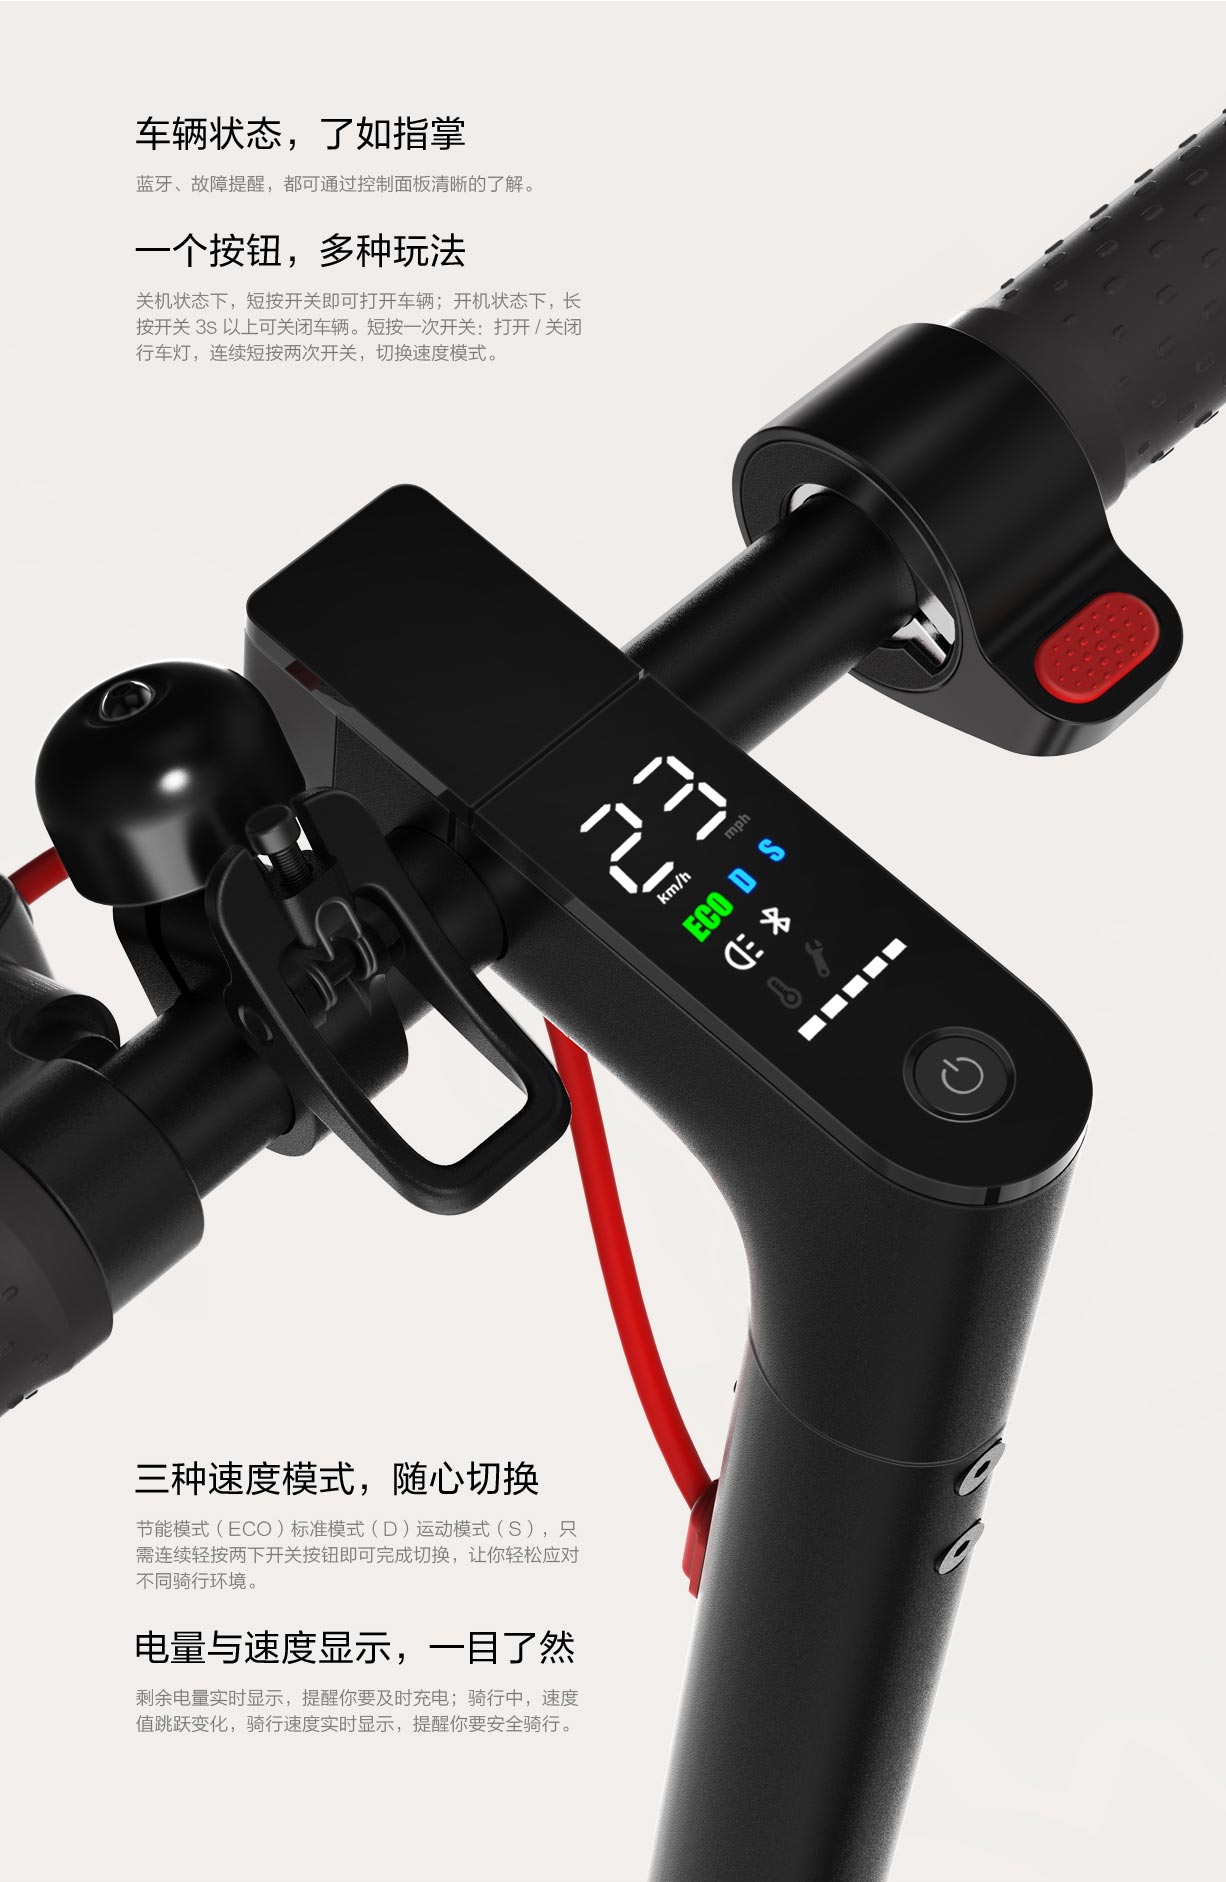 车辆状态，了如指掌
蓝牙、故障提醒，都可通过控制面板清晰的了解。
一个按钮，多种玩法
关机状态下，短按开关即可打开车辆；开机状态下，长
按开关 3s 以上可关闭车辆。短按一次开关：打开 / 关闭
行车灯，连续短按两次开关，切换速度模式。
23
mph
km/h
ECO D S
三种速度模式，随心切换
节能模式（ECO）标准模式（D）运动模式（S），只
需连续轻按两下开关按钮即可完成切换，让你轻松应对
不同骑行环境。
电量与速度显示，一目了然
剩余电量实时显示，提醒你要及时充电；骑行中，速度
值跳跃变化，骑行速度实时显示，提醒你要安全骑行。